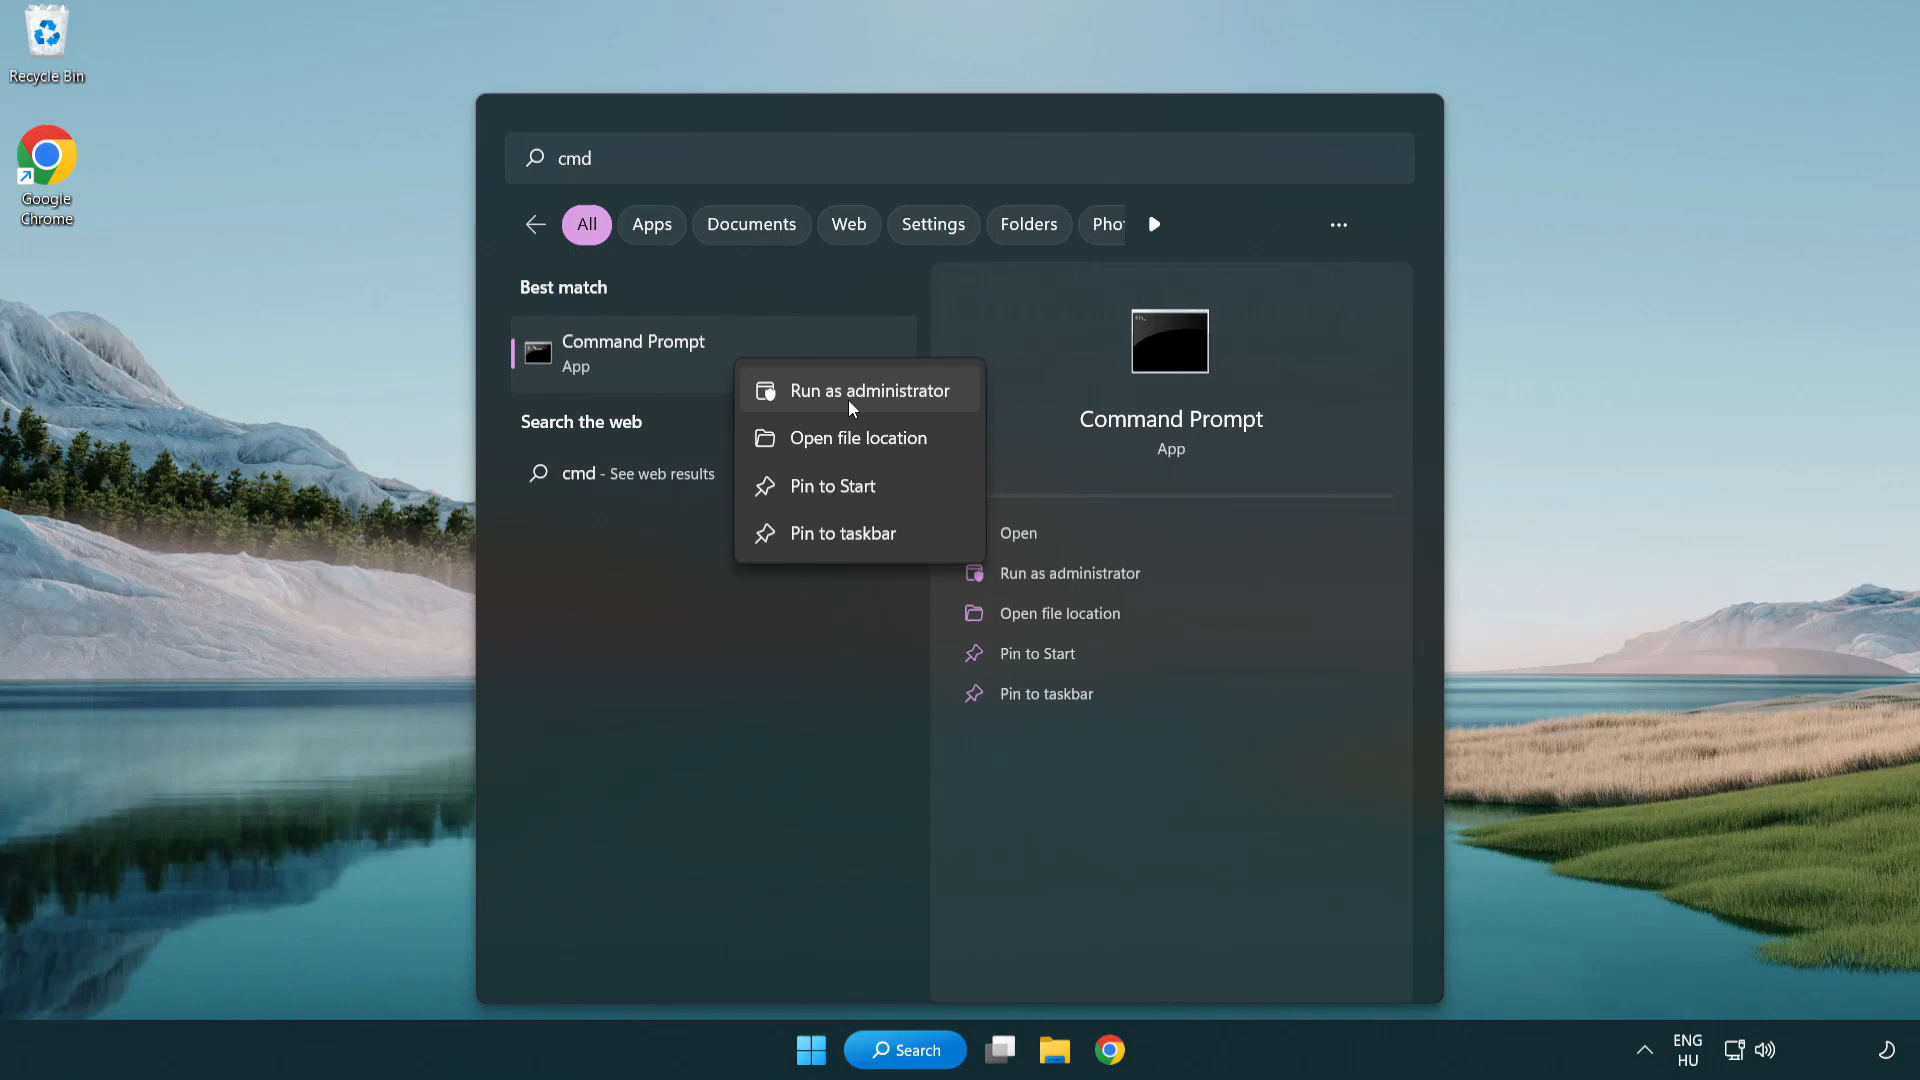 Recycle Bin
Google
Chrome
cmd
All
Apps
Documents
Web
Settings
Folders
Pho
Best match
Command Prompt
App
Search the web
cmd - See web results
Run as administrator
Open file location
Pin to Start
Pin to taskbar
Command Prompt
App
Open
Run as administrator
Open file location
Pin to Start
Pin to taskbar
Search
ENG
HU